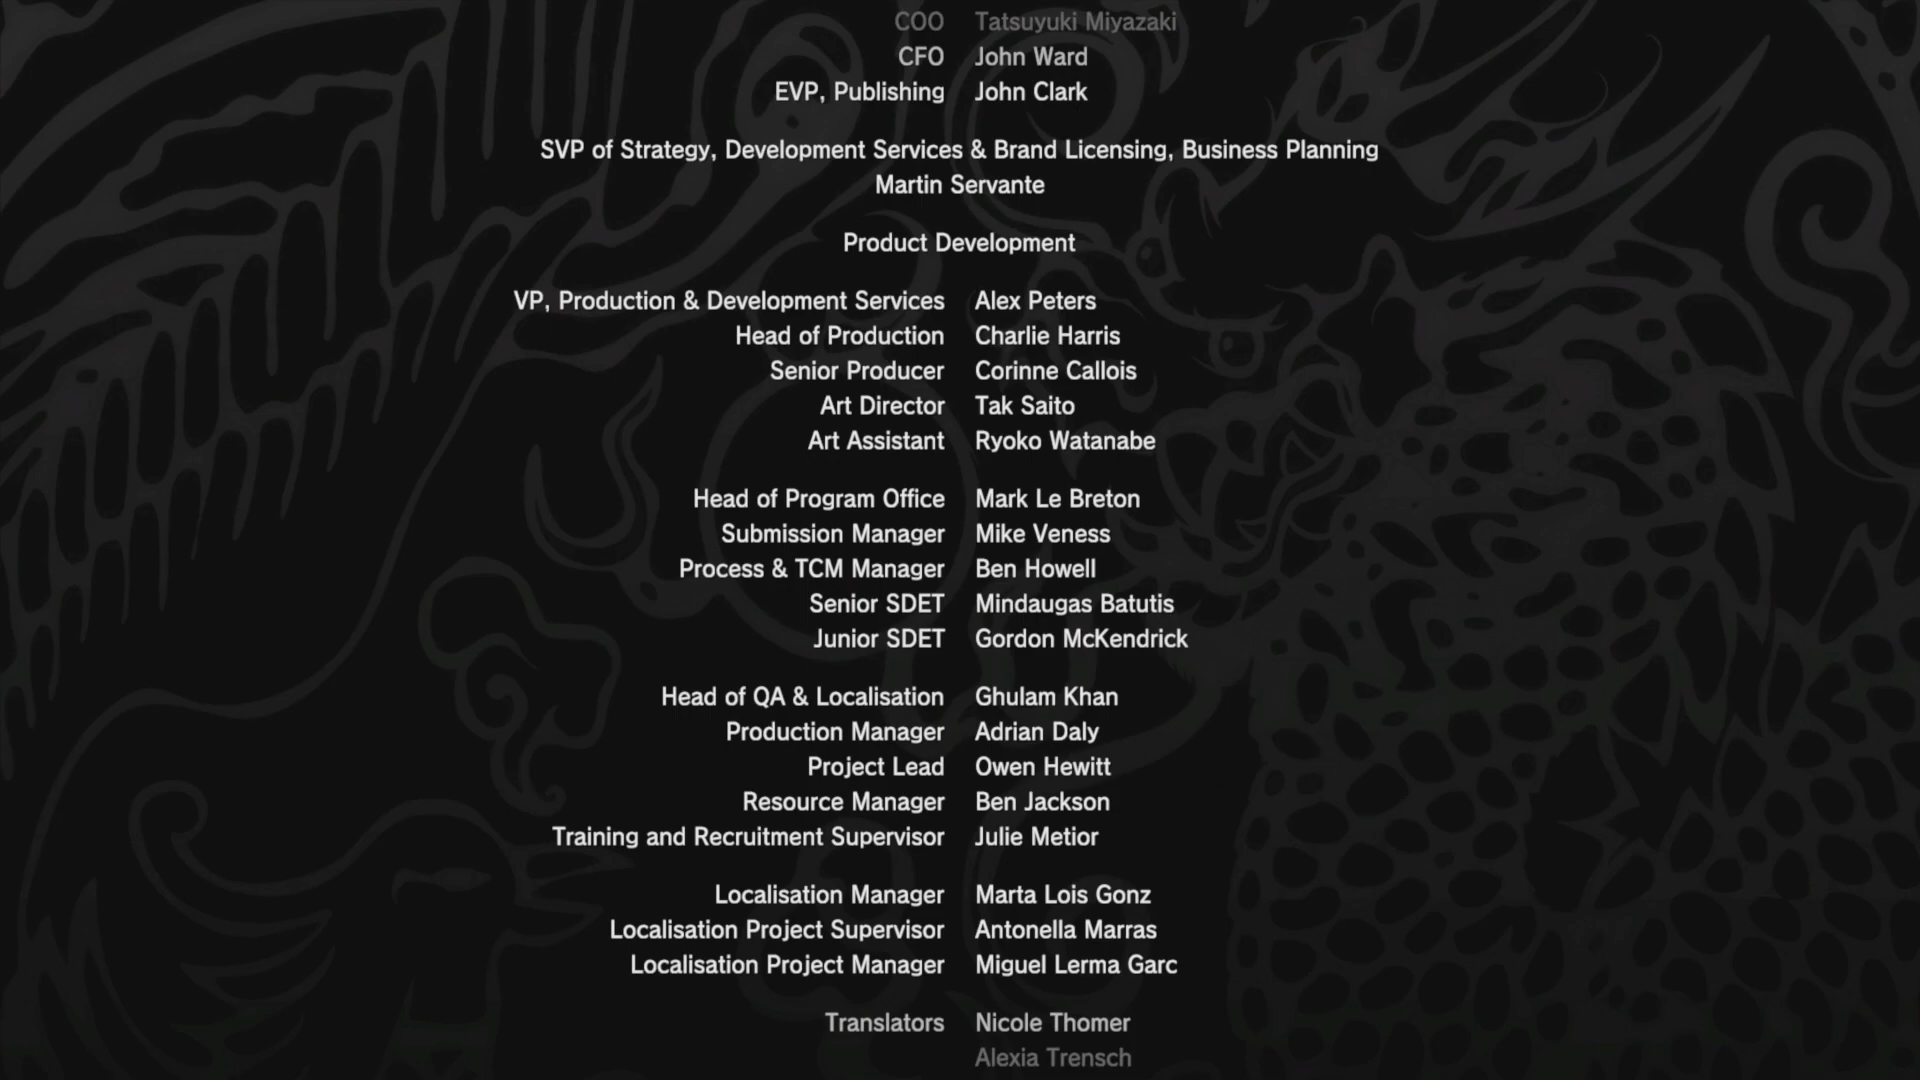 COO Tatsuyuki Miyazaki
CFO John Ward
EVP, Publishing John Clark
SVP of Strategy, Development Services & Brand Licensing, Business Planning
Martin Servante
Product Development
VP, Production & Development Services Alex Peters
Head of Production Charlie Harris
Senior Producer Corinne Callois
Art Director Tak Saito
Art Assistant Ryoko Watanabe
Head of Program Office Mark Le Breton
Submission Manager Mike Veness
Process & TCM Manager Ben Howell
Senior SDET Mindaugas Batutis
Junior SDET Gordon McKendrick
Head of QA & Localisation Ghulam Khan
Production Manager Adrian Daly
Project Lead Owen Hewitt
Resource Manager Ben Jackson
Training and Recruitment Supervisor Julie Metior
Localisation Manager Marta Lois Gonz
Localisation Project Supervisor Antonella Marras
Localisation Project Manager Miguel Lerma Garc
Translators Nicole Thomer
Alexia Trensch